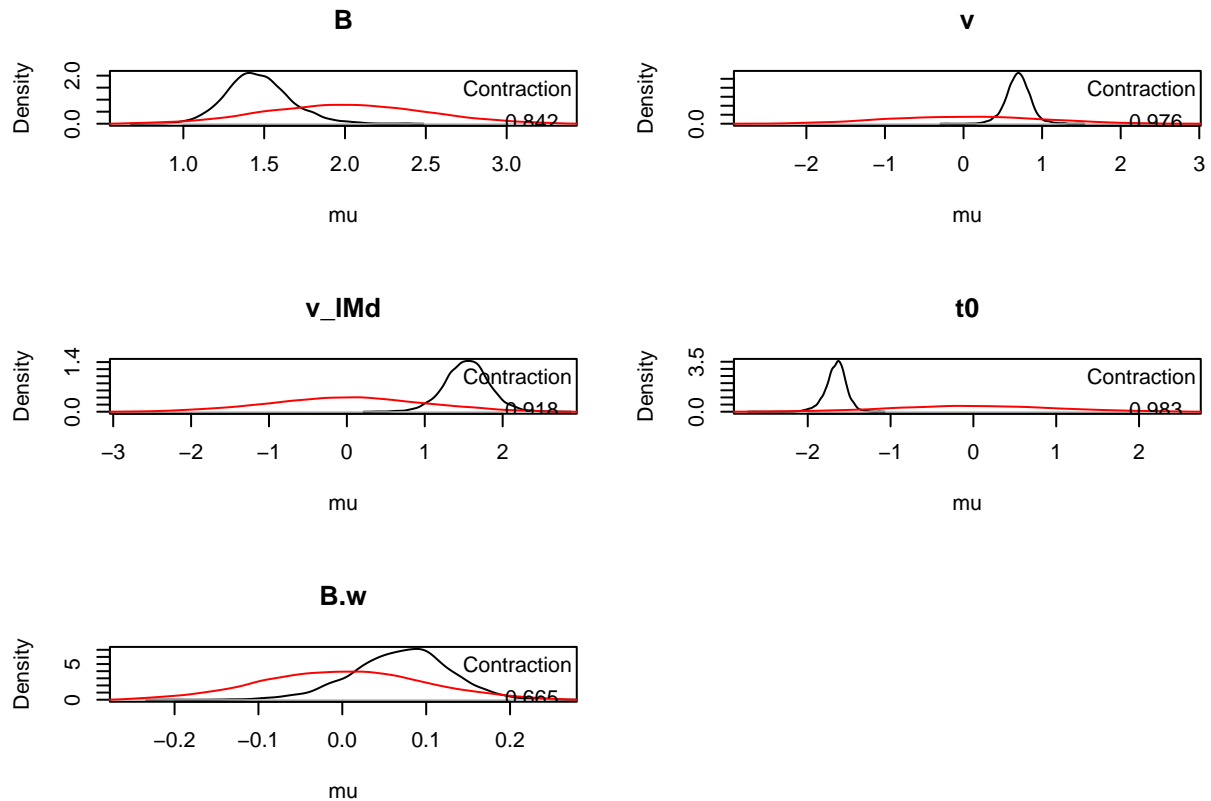 B
Density
0.0 2.0
Contraction
0.842
1.0 1.5 2.0 2.5 3.0
mu
v
Density
0.0
Contraction
0.976
−2 −1 0 1 2 3
mu
v_lMd
Density
0.0 1.4
Contraction
0.918
−3 −2 −1 0 1 2
mu
t0
Density
0.0 3.5
Contraction
0.983
−2 −1 0 1 2
mu
B.w
Density
0 5
Contraction
0.665
−0.2 −0.1 0.0 0.1 0.2
mu